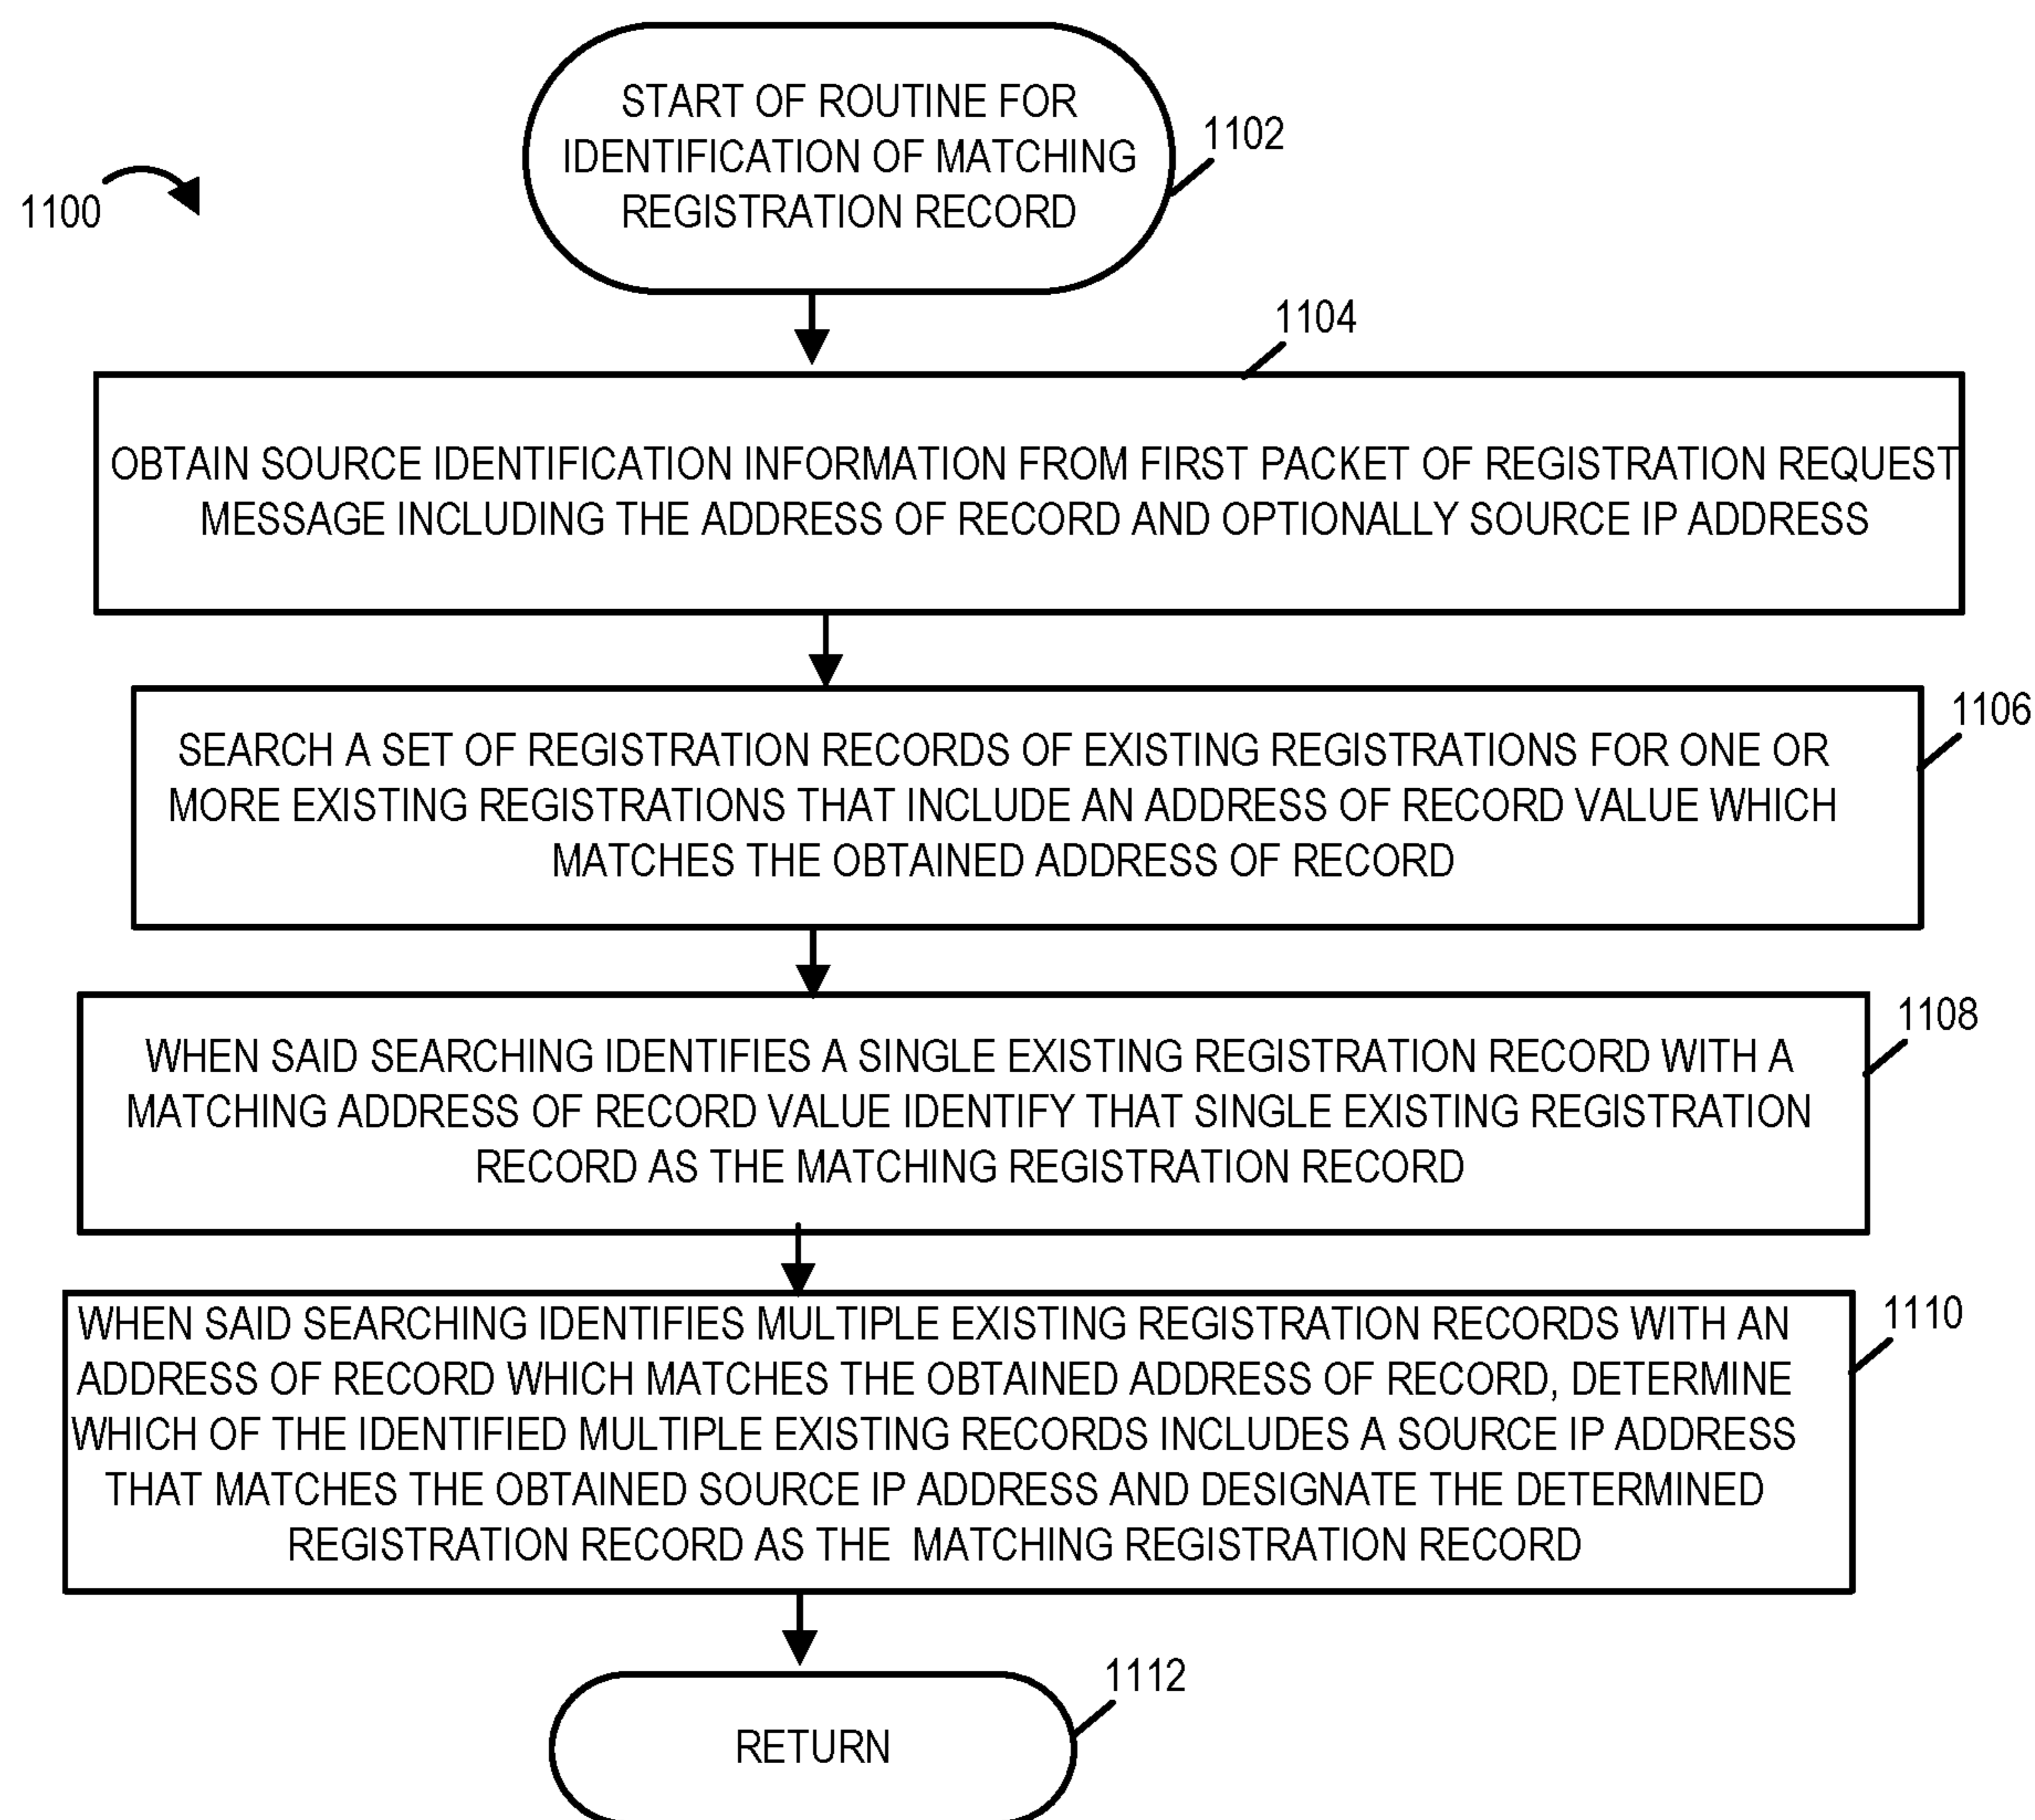 START OF ROUTINE FOR
IDENTIFICATION OF MATCHING
REGISTRATION RECORD
1102
1100
1104
OBTAIN SOURCE IDENTIFICATION INFORMATION FROM FIRST PACKET OF REGISTRATION REQUEST
MESSAGE INCLUDING THE ADDRESS OF RECORD AND OPTIONALLY SOURCE IP ADDRESS
1106
SEARCH A SET OF REGISTRATION RECORDS OF EXISTING REGISTRATIONS FOR ONE OR
MORE EXISTING REGISTRATIONS THAT INCLUDE AN ADDRESS OF RECORD VALUE WHICH
MATCHES THE OBTAINED ADDRESS OF RECORD
1108
WHEN SAID SEARCHING IDENTIFIES A SINGLE EXISTING REGISTRATION RECORD WITH A
MATCHING ADDRESS OF RECORD VALUE IDENTIFY THAT SINGLE EXISTING REGISTRATION
RECORD AS THE MATCHING REGISTRATION RECORD
1110
WHEN SAID SEARCHING IDENTIFIES MULTIPLE EXISTING REGISTRATION RECORDS WITH AN
ADDRESS OF RECORD WHICH MATCHES THE OBTAINED ADDRESS OF RECORD, DETERMINE
WHICH OF THE IDENTIFIED MULTIPLE EXISTING RECORDS INCLUDES A SOURCE IP ADDRESS
THAT MATCHES THE OBTAINED SOURCE IP ADDRESS AND DESIGNATE THE DETERMINED
REGISTRATION RECORD AS THE  MATCHING REGISTRATION RECORD
1112
RETURN